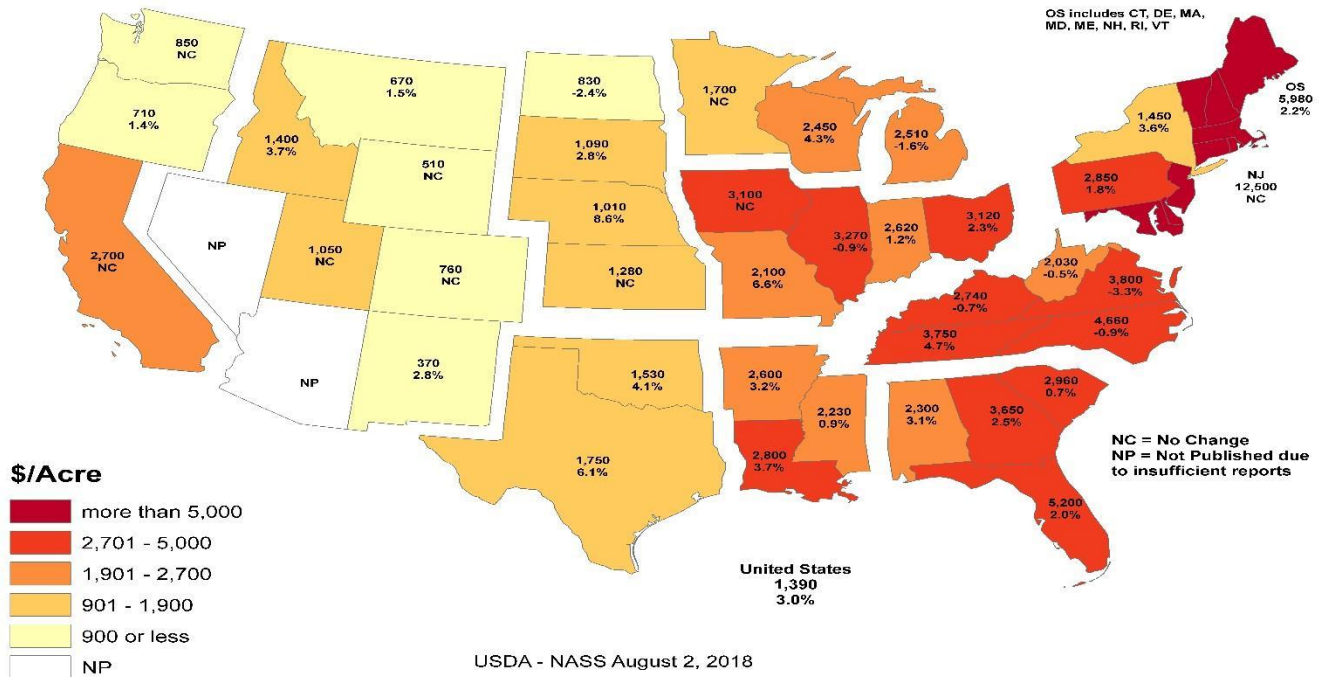 OS includes CT, DE, MA,
MD, ME, NH, RI, VT
850
NC
710
1.4%
2,700
NC
1,400
3.7%
NP
670
1.5%
510
NC
1,050
NC
760
NC
NP
370
2.8%
830
-2.4%
1,090
2.8%
1,010
8.6%
1,280
NC
1,530
4.1%
1,750
6.1%
1,700
NC
2,450
4.3%
2,510
-1.6%
3,100
NC
3,270
-0.9%
2,620
1.2%
3,120
2.3%
2,100
6.6%
2,740
-0.7%
3,750
4.7%
2,600
3.2%
2,800
3.7%
2,230
0.9%
2,300
3.1%
3,650
2.5%
2,960
0.7%
5,200
2.0%
2,030
-0.5%
3,800
-3.3%
4,660
-0.9%
2,850
1.8%
1,450
3.6%
OS
5,980
2.2%
NJ
12,500
NC
NC = No Change
NP = Not Published due
to insufficient reports
United States
1,390
3.0%
$/Acre
more than 5,000
2,701 - 5,000
1,901 - 2,700
901 - 1,900
900 or less
NP
USDA - NASS August 2, 2018